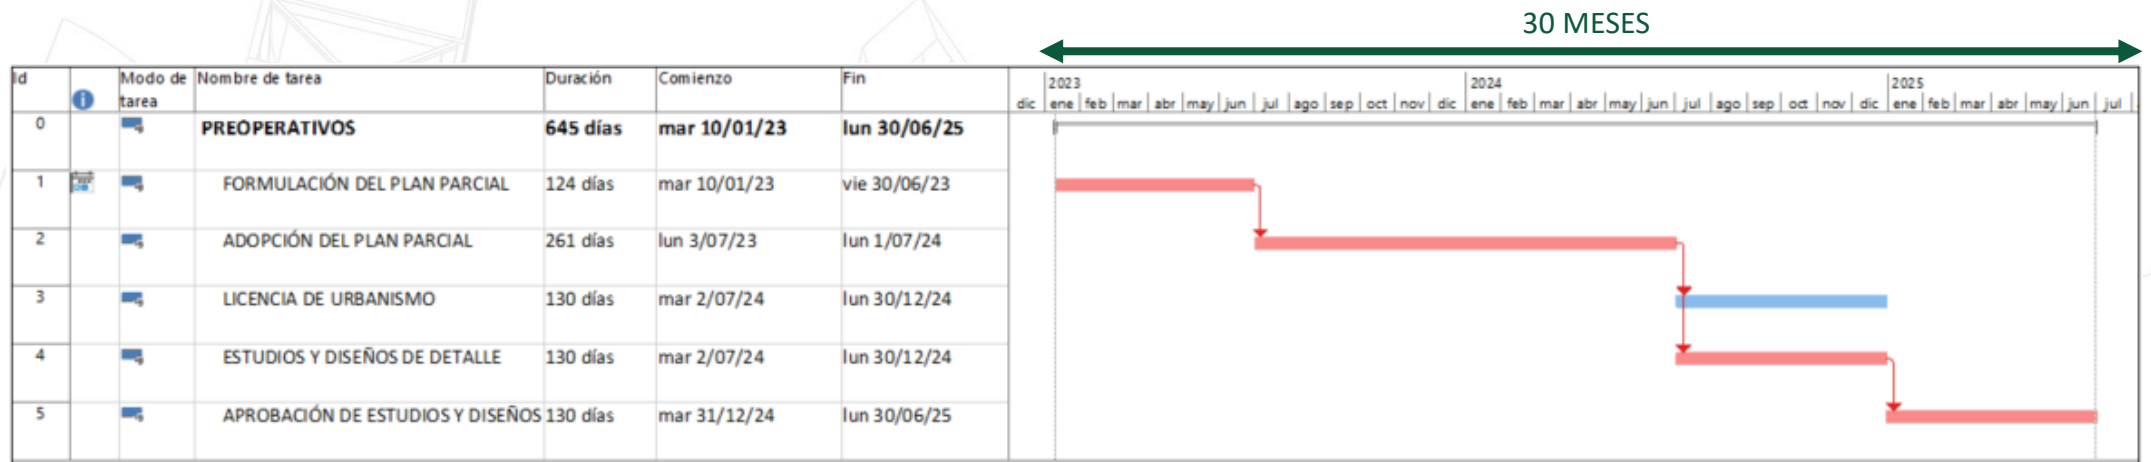 30 MESES
Id Modo de Nombre de tarea Duración Comienzo Fin
tarea
2023 2024 2025
dic ene feb mar abr may jun jul ago sep oct nov dic ene feb mar abr may jun jul ago sep oct nov dic ene feb mar abr may jun jul
0 PREOPERATIVOS 645 días mar 10/01/23 lun 30/06/25
1 FORMULACIÓN DEL PLAN PARCIAL 124 días mar 10/01/23 vie 30/06/23
2 ADOPCIÓN DEL PLAN PARCIAL 261 días lun 3/07/23 lun 1/07/24
3 LICENCIA DE URBANISMO 130 días mar 2/07/24 lun 30/12/24
4 ESTUDIOS Y DISEÑOS DE DETALLE 130 días mar 2/07/24 lun 30/12/24
5 APROBACIÓN DE ESTUDIOS Y DISEÑOS 130 días mar 31/12/24 lun 30/06/25